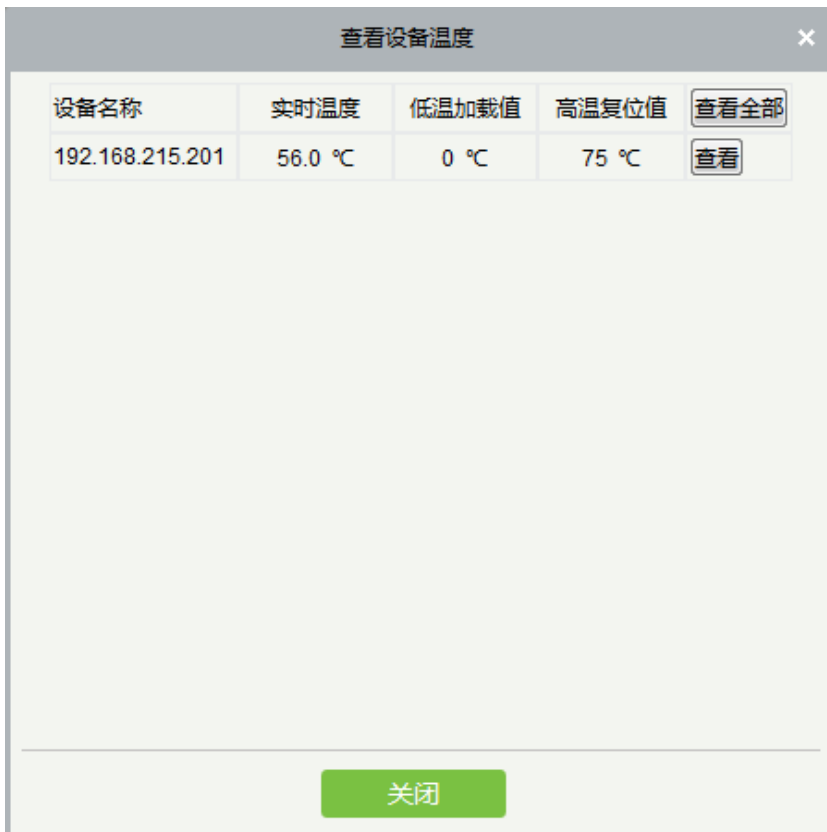 查看设备温度 ×
设备名称 实时温度 低温加载值 高温复位值 查看全部
192.168.215.201 56.0 ℃ 0 ℃ 75 ℃ 查看
关闭